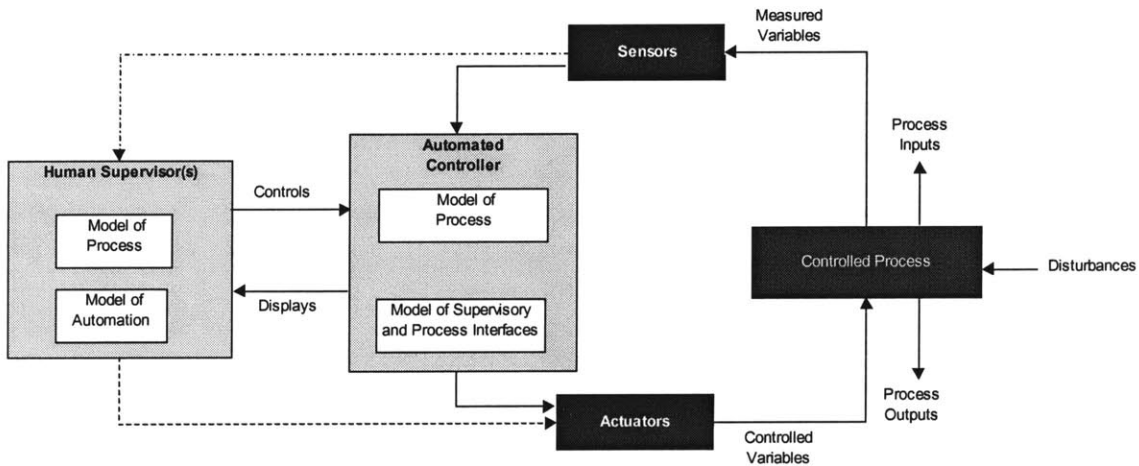 Measured
Variables
Sensors
Process
Inputs
Automated
Controller
Human Supervisor(s)
Controls
Model of
Process
Model of
Process
Controlled Process
Disturbances
Displays
Model of
Automation
Model of Supervisory
and Process Interfaces
Process
Outputs
Actuators
Controlled
Variables